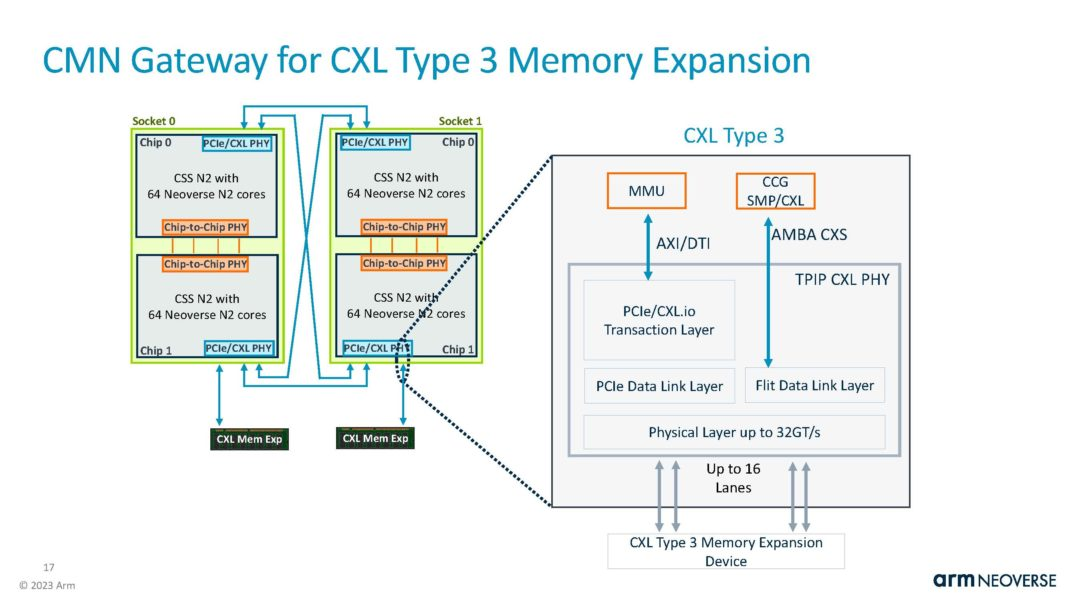 CMN Gateway for CXL Type 3 Memory Expansion
Socket 0
Chip 0
PCIe/CXL PHY
CSS N2 with
64 Neoverse N2 cores
Chip-to-Chip PHY
Chip-to-Chip PHY
CSS N2 with
64 Neoverse N2 cores
Chip 1
PCIe/CXL PHY
CXL Mem Exp
Socket 1
PCIe/CXL PHY
Chip 0
CSS N2 with
64 Neoverse N2 cores
Chip-to-Chip PHY
Chip-to-Chip PHY
CSS N2 with
64 Neoverse N2 cores
PCIe/CXL PHY
Chip 1
CXL Mem Exp
CXL Type 3
MMU
CCG
SMP/CXL
AXI/DTI
AMBA CXS
TPIP CXL PHY
PCIe/CXL.io
Transaction Layer
PCIe Data Link Layer
Flit Data Link Layer
Physical Layer up to 32GT/s
Up to 16
Lanes
CXL Type 3 Memory Expansion
Device
17
© 2023 Arm
arm NEOVERSE